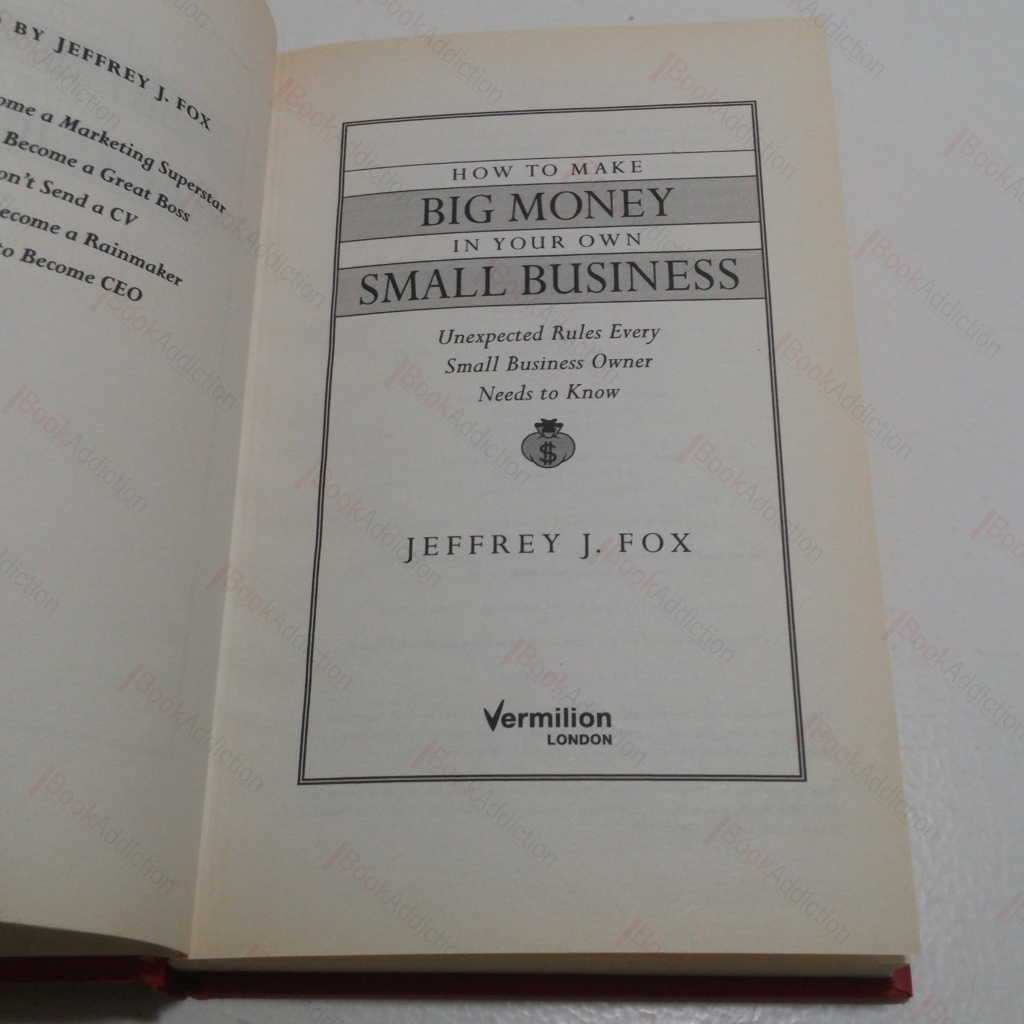 BY JEFFREY J. FOX
ome a Marketing Superstar
Become a Great Boss
on't Send a CV
ecome a Rainmaker
to Become CEO
HOW TO MAKE
BIG MONEY
IN YOUR OWN
SMALL BUSINESS
Unexpected Rules Every
Small Business Owner
Needs to Know
$
JEFFREY J. FOX
Vermilion
LONDON
BookAddiction